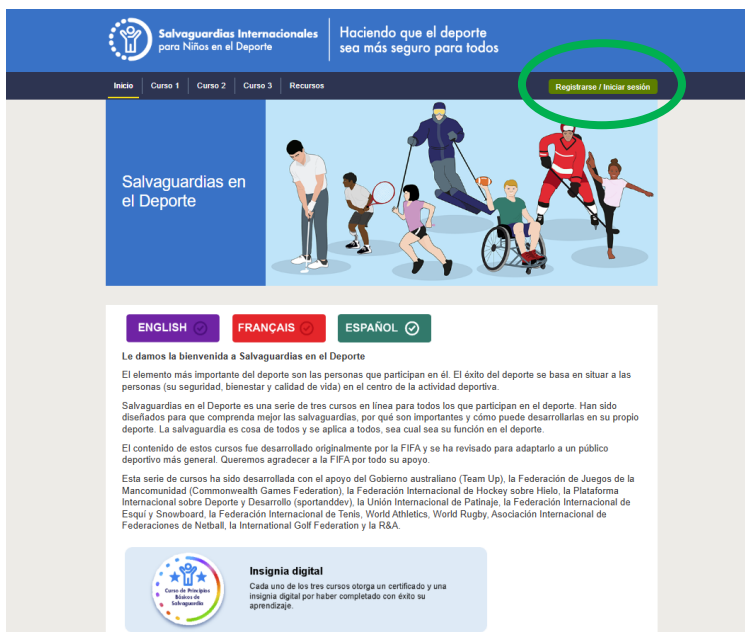 Salvaguardias Internacionales
para Niños en el Deporte
Haciendo que el deporte
sea más seguro para todos
Inicio
Curso 1
Curso 2
Curso 3
Recursos
Registrarse / Iniciar sesión
Salvaguardias en
el Deporte
ENGLISH
FRANÇAIS
ESPAÑOL
Le damos la bienvenida a Salvaguardias en el Deporte
El elemento más importante del deporte son las personas que participan en él. El éxito del deporte se basa en situar a las
personas (su seguridad, bienestar y calidad de vida) en el centro de la actividad deportiva.
Salvaguardias en el Deporte es una serie de tres cursos en línea para todos los que participan en el deporte. Han sido
diseñados para que comprenda mejor las salvaguardias, por qué son importantes y cómo puede desarrollarlas en su propio
deporte. La salvaguardia es cosa de todos y se aplica a todos, sea cual sea su función en el deporte.
El contenido de estos cursos fue desarrollado originalmente por la FIFA y se ha revisado para adaptarlo a un público
deportivo más general. Queremos agradecer a la FIFA por todo su apoyo.
Esta serie de cursos ha sido desarrollada con el apoyo del Gobierno australiano (Team Up), la Federación de Juegos de la
Mancomunidad (Commonwealth Games Federation), la Federación Internacional de Hockey sobre Hielo, la Plataforma
Internacional sobre Deporte y Desarrollo (sportanddev), la Unión Internacional de Patinaje, la Federación Internacional de
Esquí y Snowboard, la Federación Internacional de Tenis, World Athletics, World Rugby, Asociación Internacional de
Federaciones de Netball, la International Golf Federation y la R&A.
Curso de Principios
Básicos de
Salvaguardia
Insignia digital
Cada uno de los tres cursos otorga un certificado y una
insignia digital por haber completado con éxito su
aprendizaje.